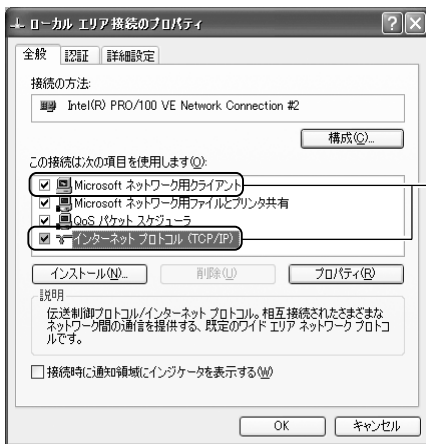 ローカル エリア接続のプロパティ
全般 認証 詳細設定
接続の方法:
Intel(R) PRO/100 VE Network Connection #2
構成(C)...
この接続は次の項目を使用します(O):
Microsoft ネットワーク用クライアント
Microsoft ネットワーク用ファイルとプリンタ共有
QoS パケット スケジューラ
インターネット プロトコル (TCP/IP)
インストール(N)... 削除(U) プロパティ(R)
説明
伝送制御プロトコル/インターネット プロトコル。相互接続されたさまざまな
ネットワーク間の通信を提供する、既定のワイド エリア ネットワーク プロトコ
ルです。
接続時に通知領域にインジケータを表示する(W)
OK キャンセル